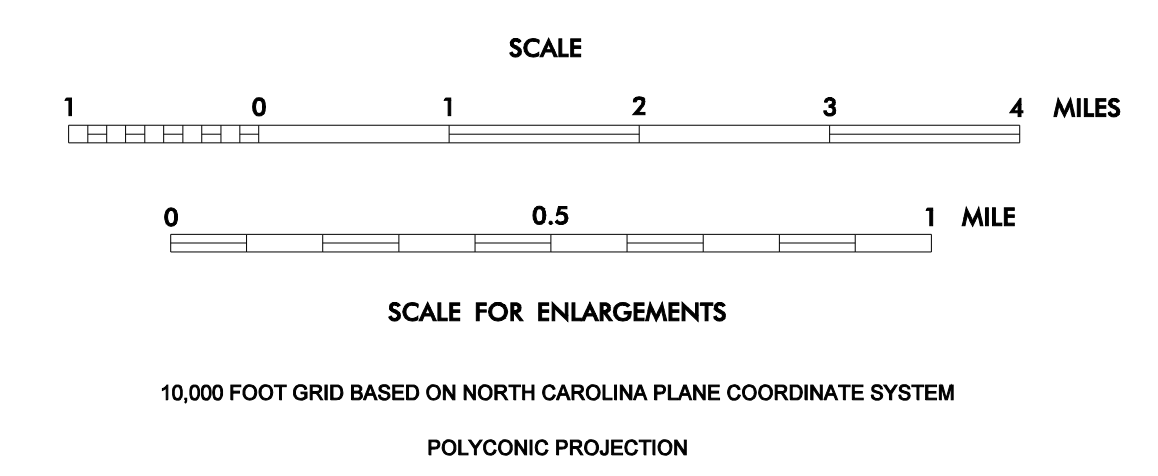 SCALE
1 0 1 2 3 4 MILES
0 0.5 1 MILE
SCALE FOR ENLARGEMENTS
10,000 FOOT GRID BASED ON NORTH CAROLINA PLANE COORDINATE SYSTEM
POLYCONIC PROJECTION